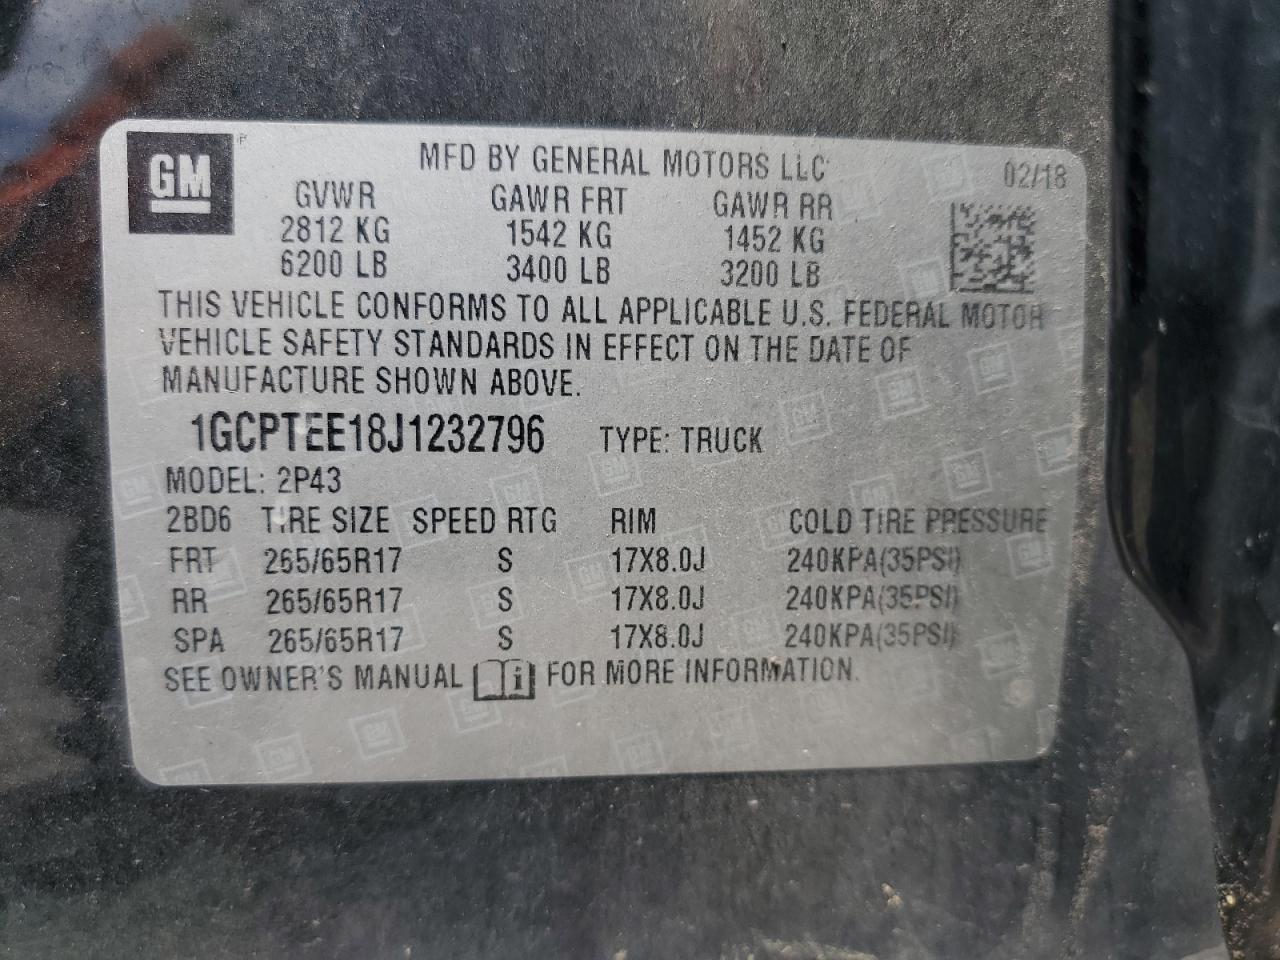 GM
MFD BY GENERAL MOTORS LLC
02/18
GVWR GAWR FRT GAWR RR
2812 KG 1542 KG 1452 KG
6200 LB 3400 LB 3200 LB
THIS VEHICLE CONFORMS TO ALL APPLICABLE U.S. FEDERAL MOTOR
VEHICLE SAFETY STANDARDS IN EFFECT ON THE DATE OF
MANUFACTURE SHOWN ABOVE.
1GCPTEE18J1232796 TYPE: TRUCK
MODEL: 2P43
2BD6 TIRE SIZE SPEED RTG RIM COLD TIRE PRESSURE
FRT 265/65R17 S 17X8.0J 240KPA(35PSI)
RR 265/65R17 S 17X8.0J 240KPA(35PSI)
SPA 265/65R17 S 17X8.0J 240KPA(35PSI)
SEE OWNER'S MANUAL i FOR MORE INFORMATION.